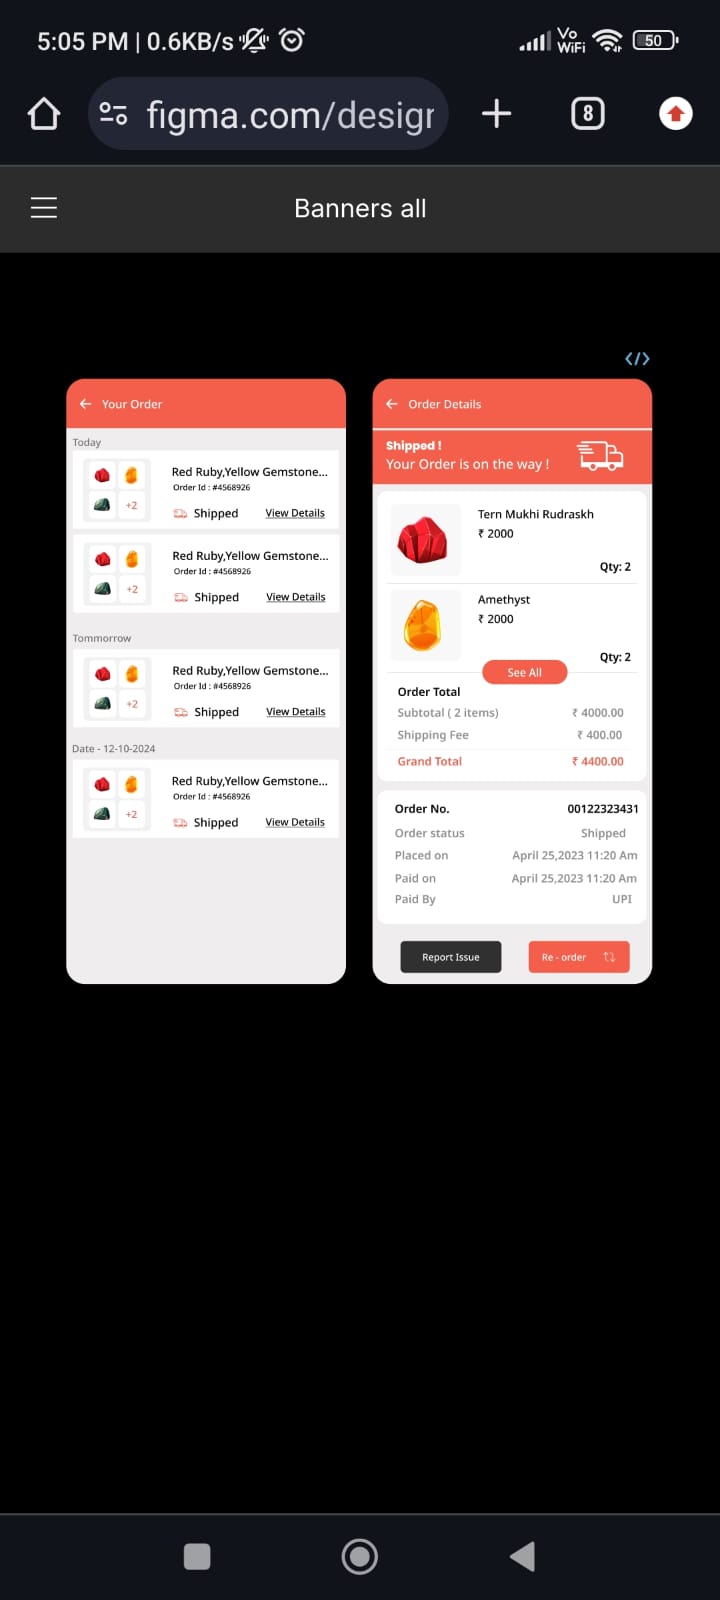 5:05 PM | 0.6KB/s
Vo WiFi
50
figma.com/desigr
8
Banners all
</>
Your Order
Today
Red Ruby,Yellow Gemstone...
Order Id : #4568926
+2
Shipped
View Details
Red Ruby,Yellow Gemstone...
Order Id : #4568926
+2
Shipped
View Details
Tommorrow
Red Ruby,Yellow Gemstone...
Order Id : #4568926
+2
Shipped
View Details
Date - 12-10-2024
Red Ruby,Yellow Gemstone...
Order Id : #4568926
+2
Shipped
View Details
Order Details
Shipped !
Your Order is on the way !
Tern Mukhi Rudraskh
₹ 2000
Qty: 2
Amethyst
₹ 2000
Qty: 2
See All
Order Total
Subtotal ( 2 items) ₹ 4000.00
Shipping Fee ₹ 400.00
Grand Total ₹ 4400.00
Order No. 00122323431
Order status Shipped
Placed on April 25,2023 11:20 Am
Paid on April 25,2023 11:20 Am
Paid By UPI
Report Issue
Re - order